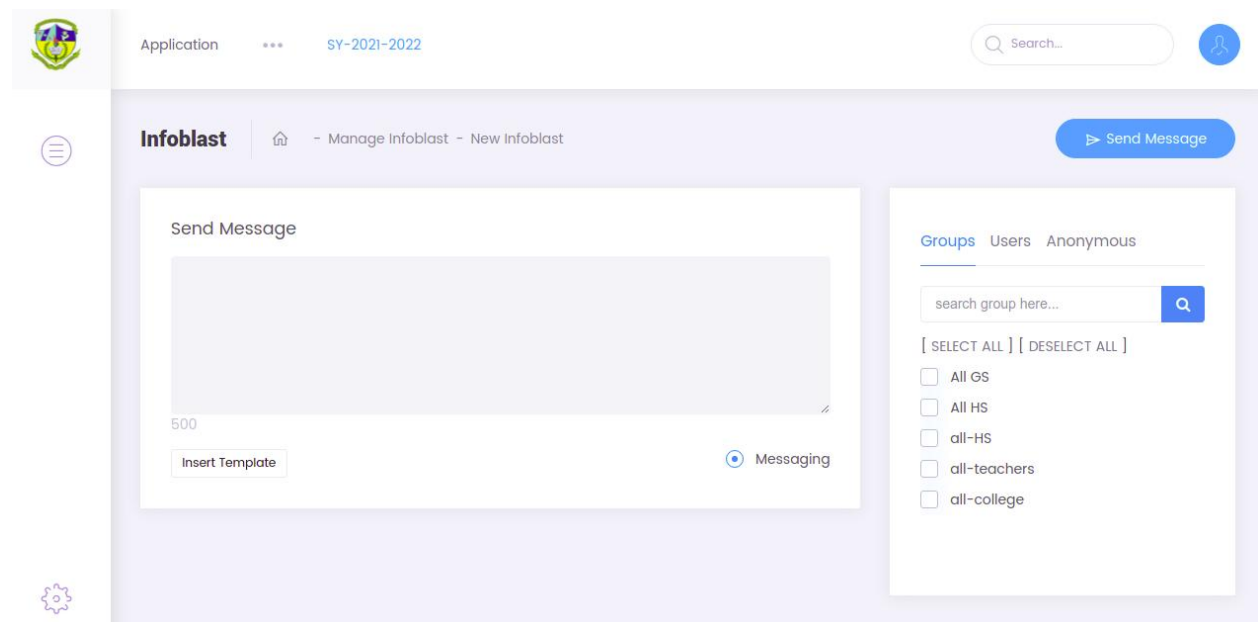 Application ••• SY-2021-2022 Search...
Infoblast - Manage Infoblast - New Infoblast Send Message
Send Message
500
Insert Template Messaging
Groups Users Anonymous
search group here...
[ SELECT ALL ] [ DESELECT ALL ]
All GS
All HS
all-HS
all-teachers
all-college